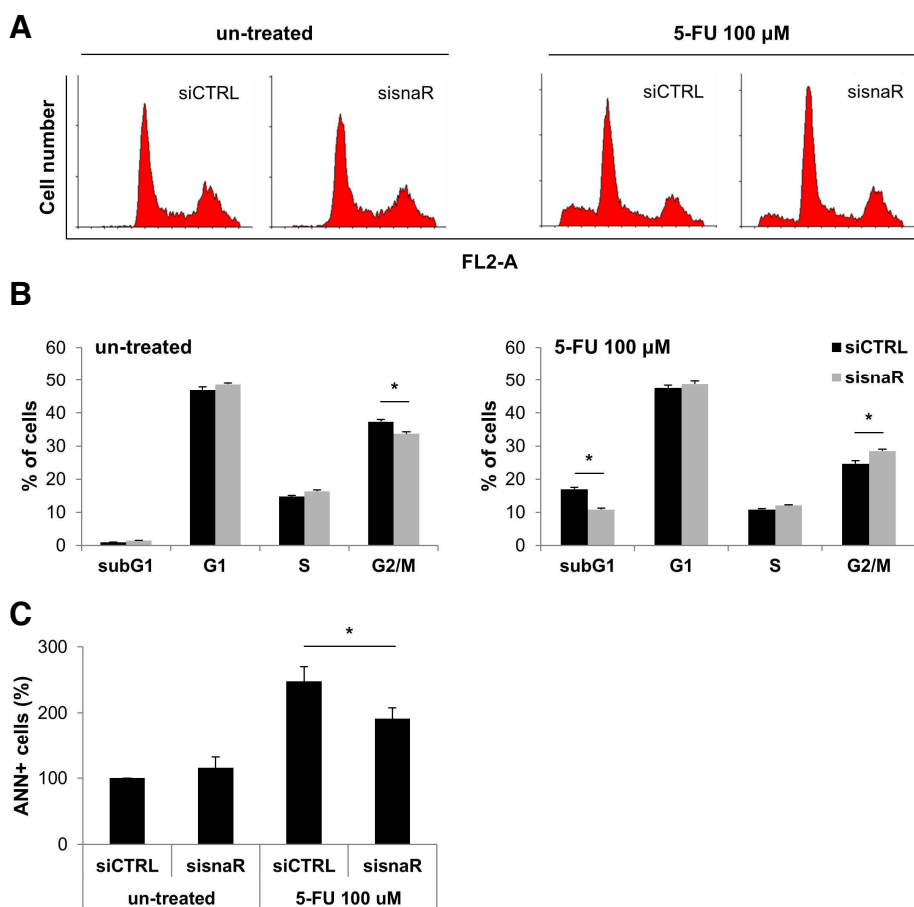 A
un-treated
5-FU 100 µM
siCTRL
sisnaR
siCTRL
sisnaR
Cell number
FL2-A
B
un-treated
% of cells
60
50
40
30
20
10
0
*
subG1 G1 S G2/M
5-FU 100 µM
% of cells
60
50
40
30
20
10
0
siCTRL
sisnaR
*
*
subG1 G1 S G2/M
C
ANN+ cells (%)
300
200
100
0
*
siCTRL sisnaR siCTRL sisnaR
un-treated 5-FU 100 uM